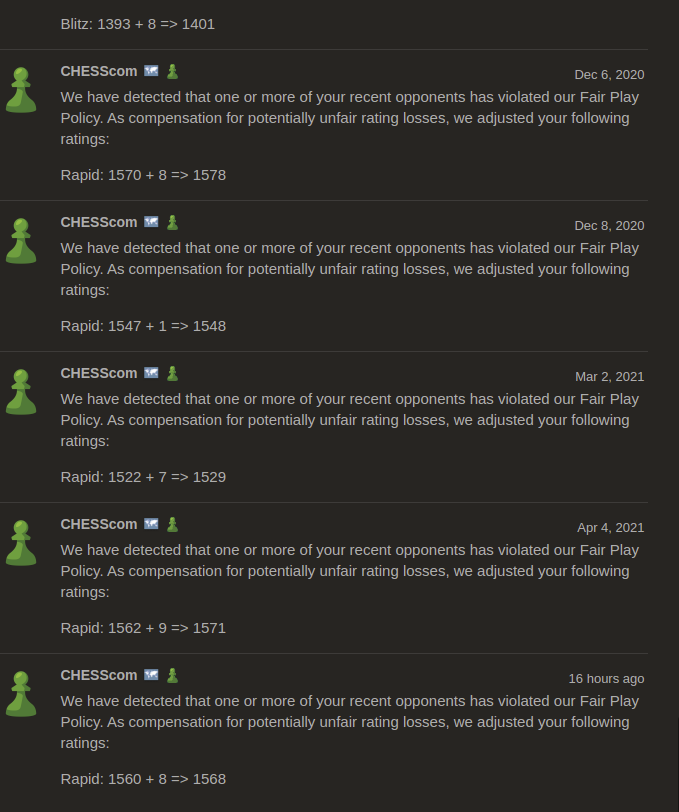 Blitz: 1393 + 8 => 1401
CHESScom
Dec 6, 2020
We have detected that one or more of your recent opponents has violated our Fair Play
Policy. As compensation for potentially unfair rating losses, we adjusted your following
ratings:
Rapid: 1570 + 8 => 1578
CHESScom
Dec 8, 2020
We have detected that one or more of your recent opponents has violated our Fair Play
Policy. As compensation for potentially unfair rating losses, we adjusted your following
ratings:
Rapid: 1547 + 1 => 1548
CHESScom
Mar 2, 2021
We have detected that one or more of your recent opponents has violated our Fair Play
Policy. As compensation for potentially unfair rating losses, we adjusted your following
ratings:
Rapid: 1522 + 7 => 1529
CHESScom
Apr 4, 2021
We have detected that one or more of your recent opponents has violated our Fair Play
Policy. As compensation for potentially unfair rating losses, we adjusted your following
ratings:
Rapid: 1562 + 9 => 1571
CHESScom
16 hours ago
We have detected that one or more of your recent opponents has violated our Fair Play
Policy. As compensation for potentially unfair rating losses, we adjusted your following
ratings:
Rapid: 1560 + 8 => 1568